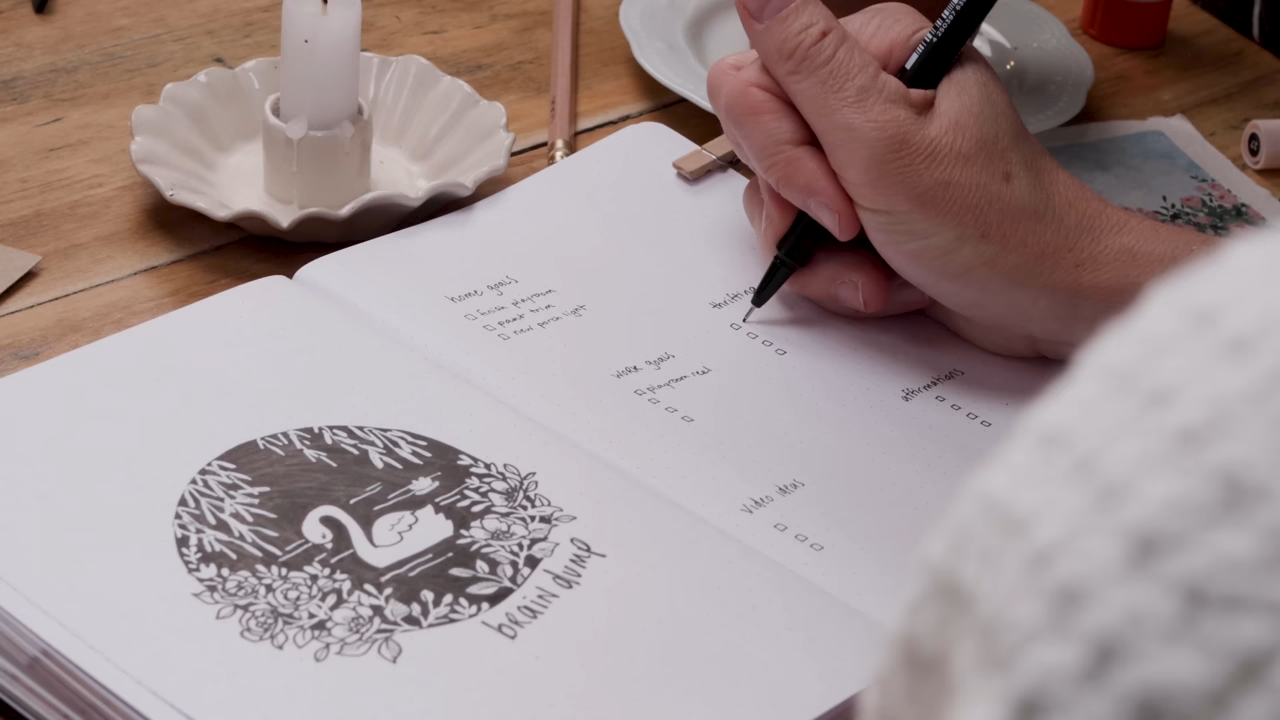 home goals
finish playroom
paint trim
new porch light
thrifting
work goals
playroom reel
affirmations
video ideas
brain dump